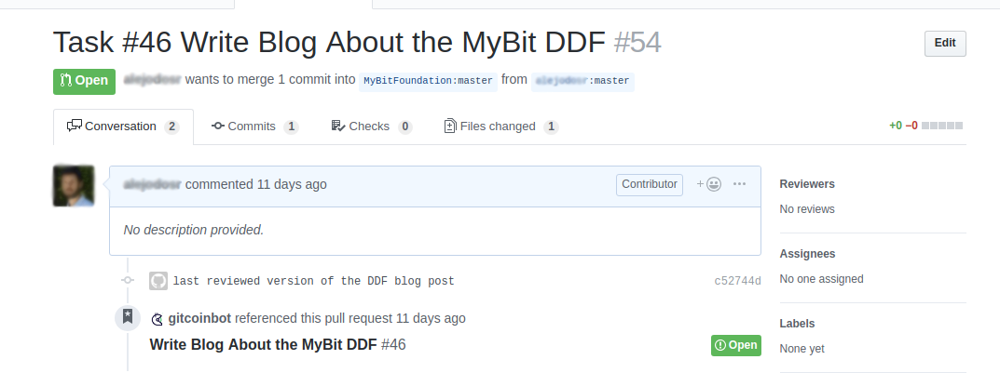 Task #46 Write Blog About the MyBit DDF #54
Edit
Open wants to merge 1 commit into MyBitFoundation:master from :master
Conversation 2 Commits 1 Checks 0 Files changed 1 +0 −0
commented 11 days ago Contributor
No description provided.
last reviewed version of the DDF blog post c52744d
gitcoinbot referenced this pull request 11 days ago
Write Blog About the MyBit DDF #46 Open
Reviewers
No reviews
Assignees
No one assigned
Labels
None yet